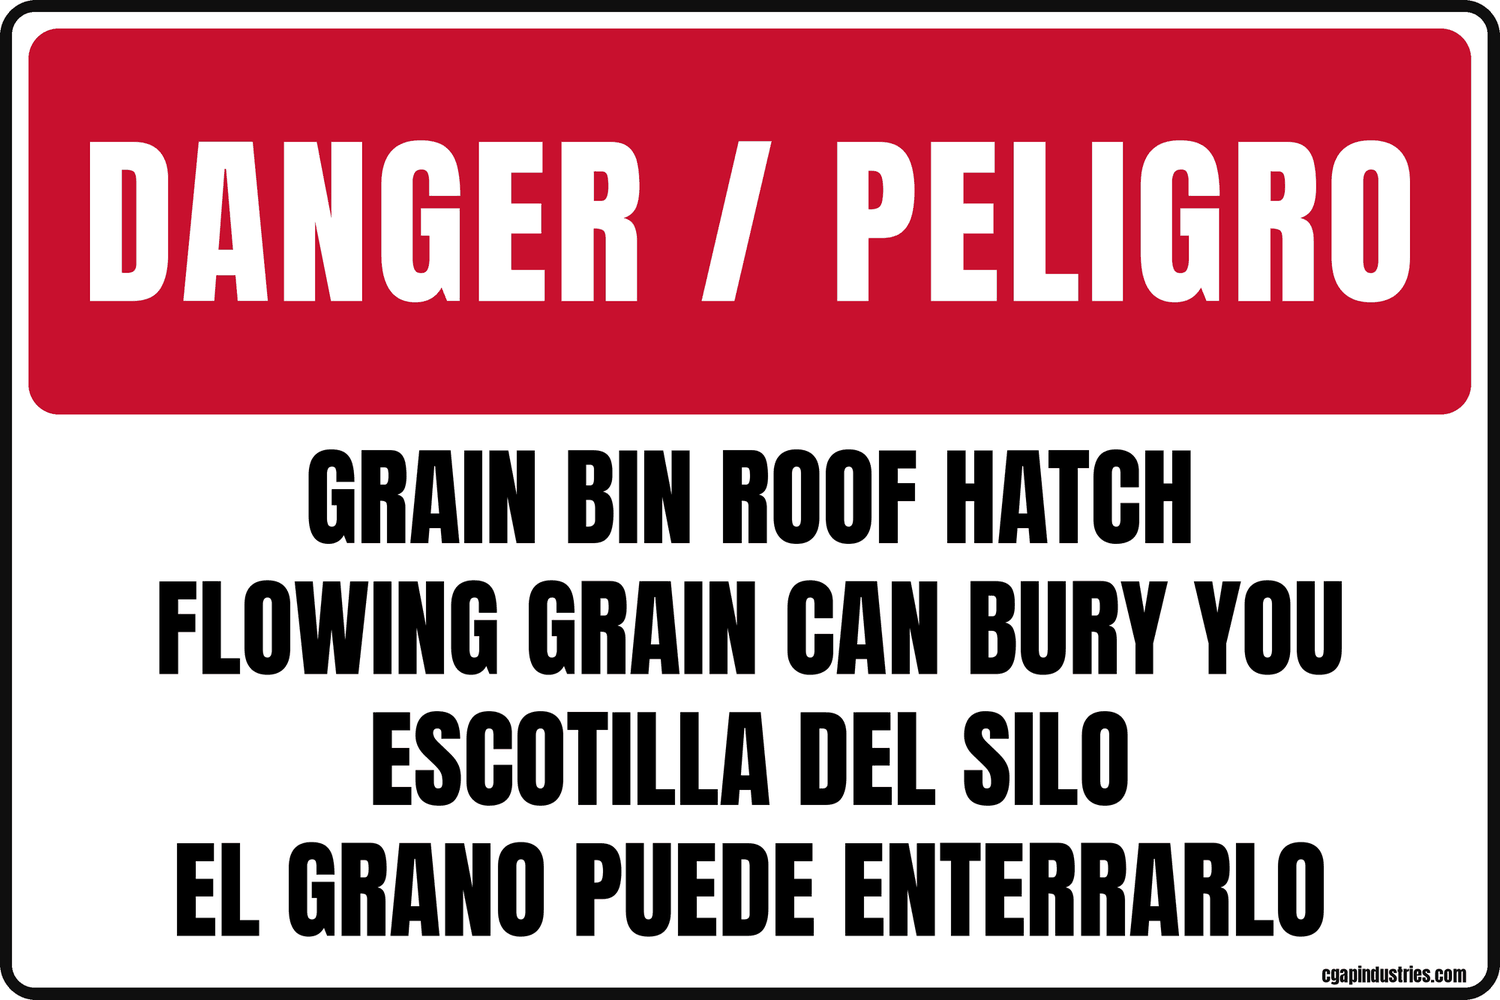 DANGER / PELIGRO
GRAIN BIN ROOF HATCH
FLOWING GRAIN CAN BURY YOU
ESCOTILLA DEL SILO
EL GRANO PUEDE ENTERRARLO
cgapindustries.com